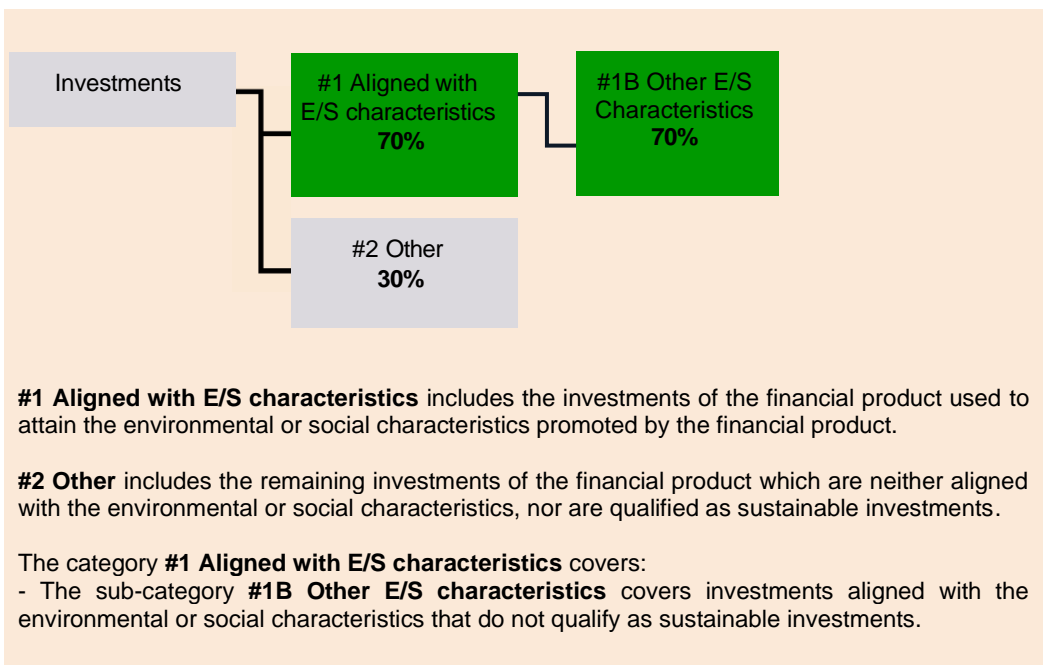 Investments
#1 Aligned with
E/S characteristics
70%
#1B Other E/S
Characteristics
70%
#2 Other
30%
#1 Aligned with E/S characteristics includes the investments of the financial product used to
attain the environmental or social characteristics promoted by the financial product.
#2 Other includes the remaining investments of the financial product which are neither aligned
with the environmental or social characteristics, nor are qualified as sustainable investments.
The category #1 Aligned with E/S characteristics covers:
- The sub-category #1B Other E/S characteristics covers investments aligned with the
environmental or social characteristics that do not qualify as sustainable investments.